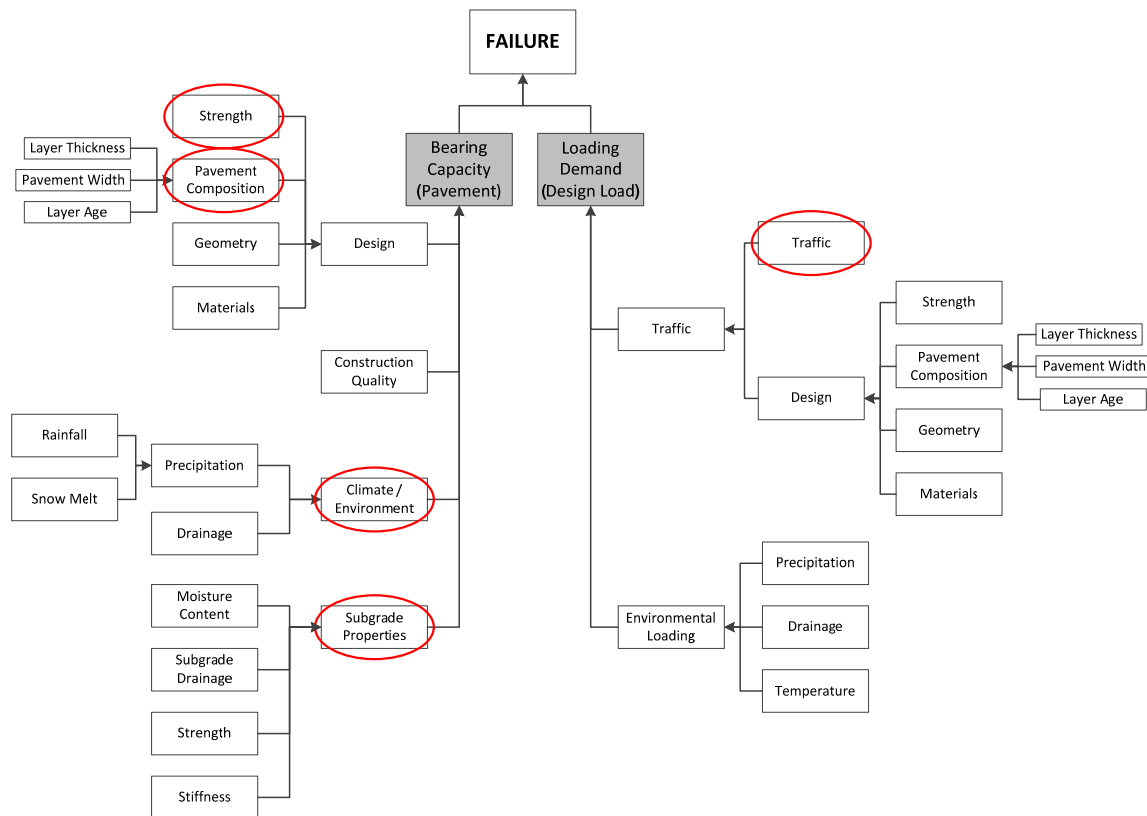 FAILURE
Strength
Layer Thickness
Pavement Width
Layer Age
Pavement
Composition
Geometry
Materials
Design
Bearing
Capacity
(Pavement)
Loading
Demand
(Design Load)
Construction
Quality
Rainfall
Snow Melt
Precipitation
Drainage
Climate /
Environment
Moisture
Content
Subgrade
Drainage
Strength
Stiffness
Subgrade
Properties
Traffic
Traffic
Design
Strength
Pavement
Composition
Geometry
Materials
Layer Thickness
Pavement Width
Layer Age
Environmental
Loading
Precipitation
Drainage
Temperature